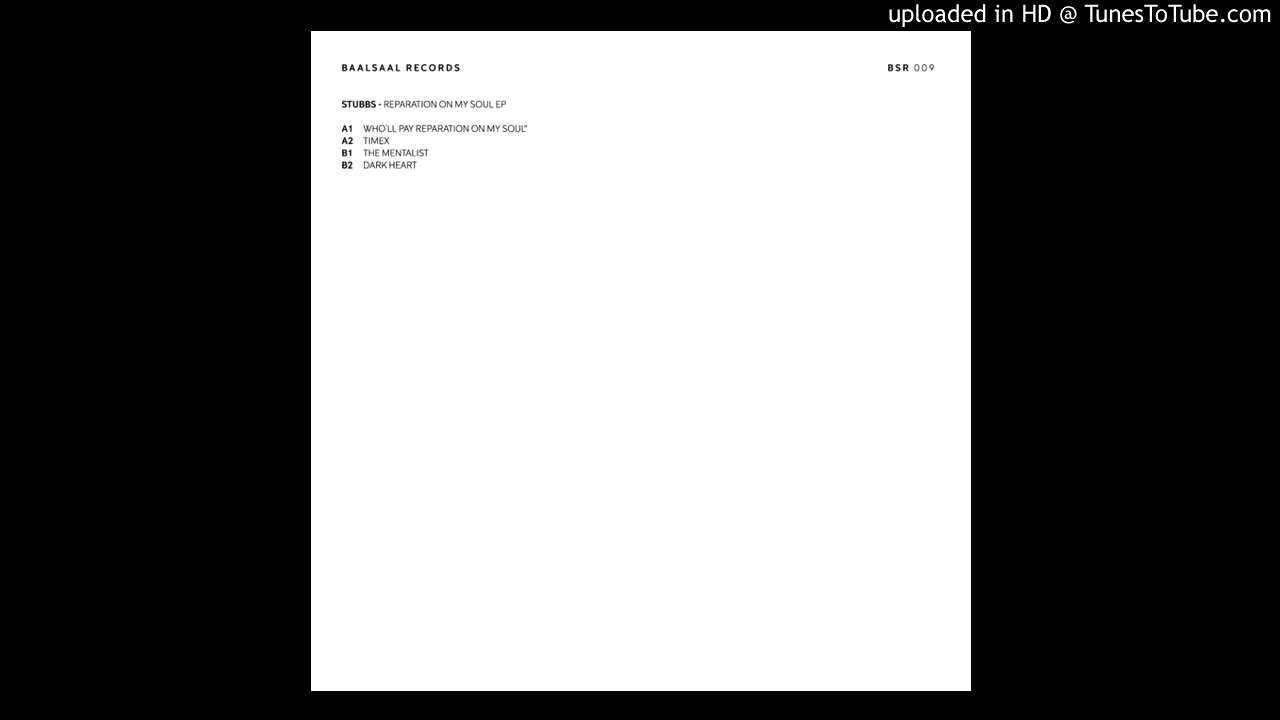 uploaded in HD @ TunesToTube.com
BAALSAAL RECORDS BSR 009
STUBBS - REPARATION ON MY SOUL EP
A1 WHO'LL PAY REPARATION ON MY SOUL"
A2 TIMEX
B1 THE MENTALIST
B2 DARK HEART